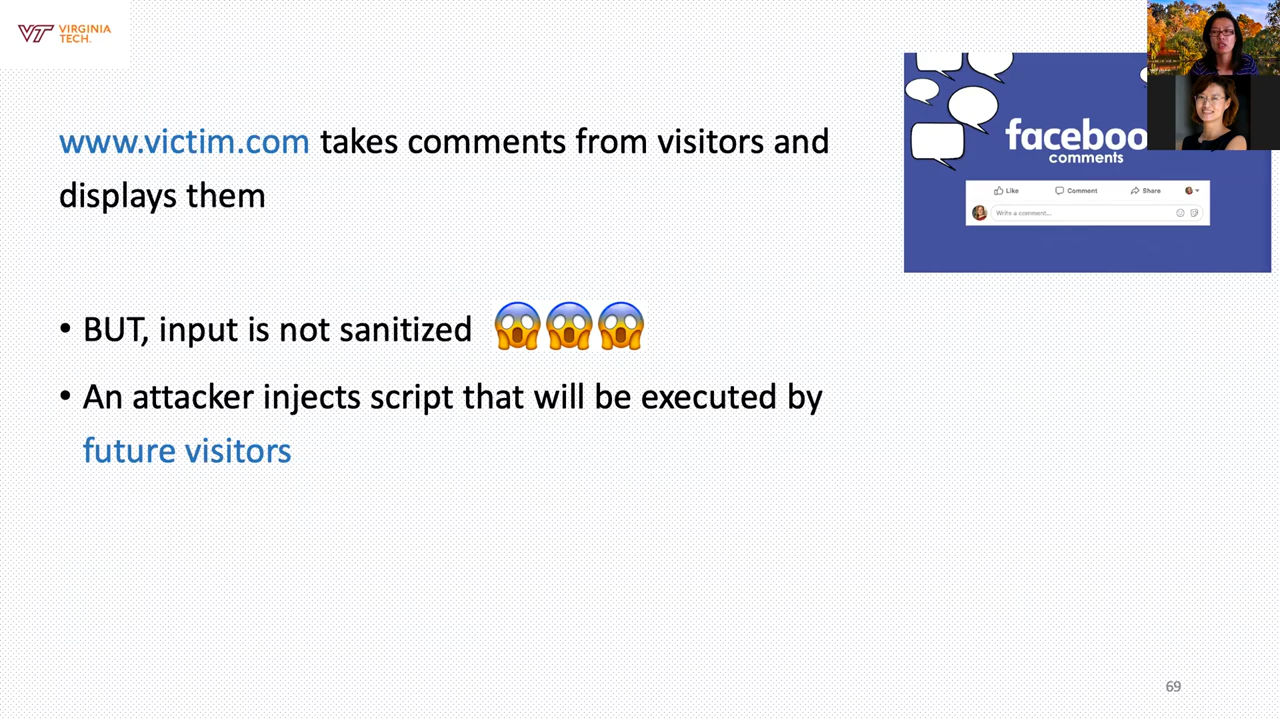 VT VIRGINIA
TECH.
www.victim.com takes comments from visitors and
displays them
• BUT, input is not sanitized
• An attacker injects script that will be executed by
future visitors
comments
Like Comment Share
Write a comment...
69